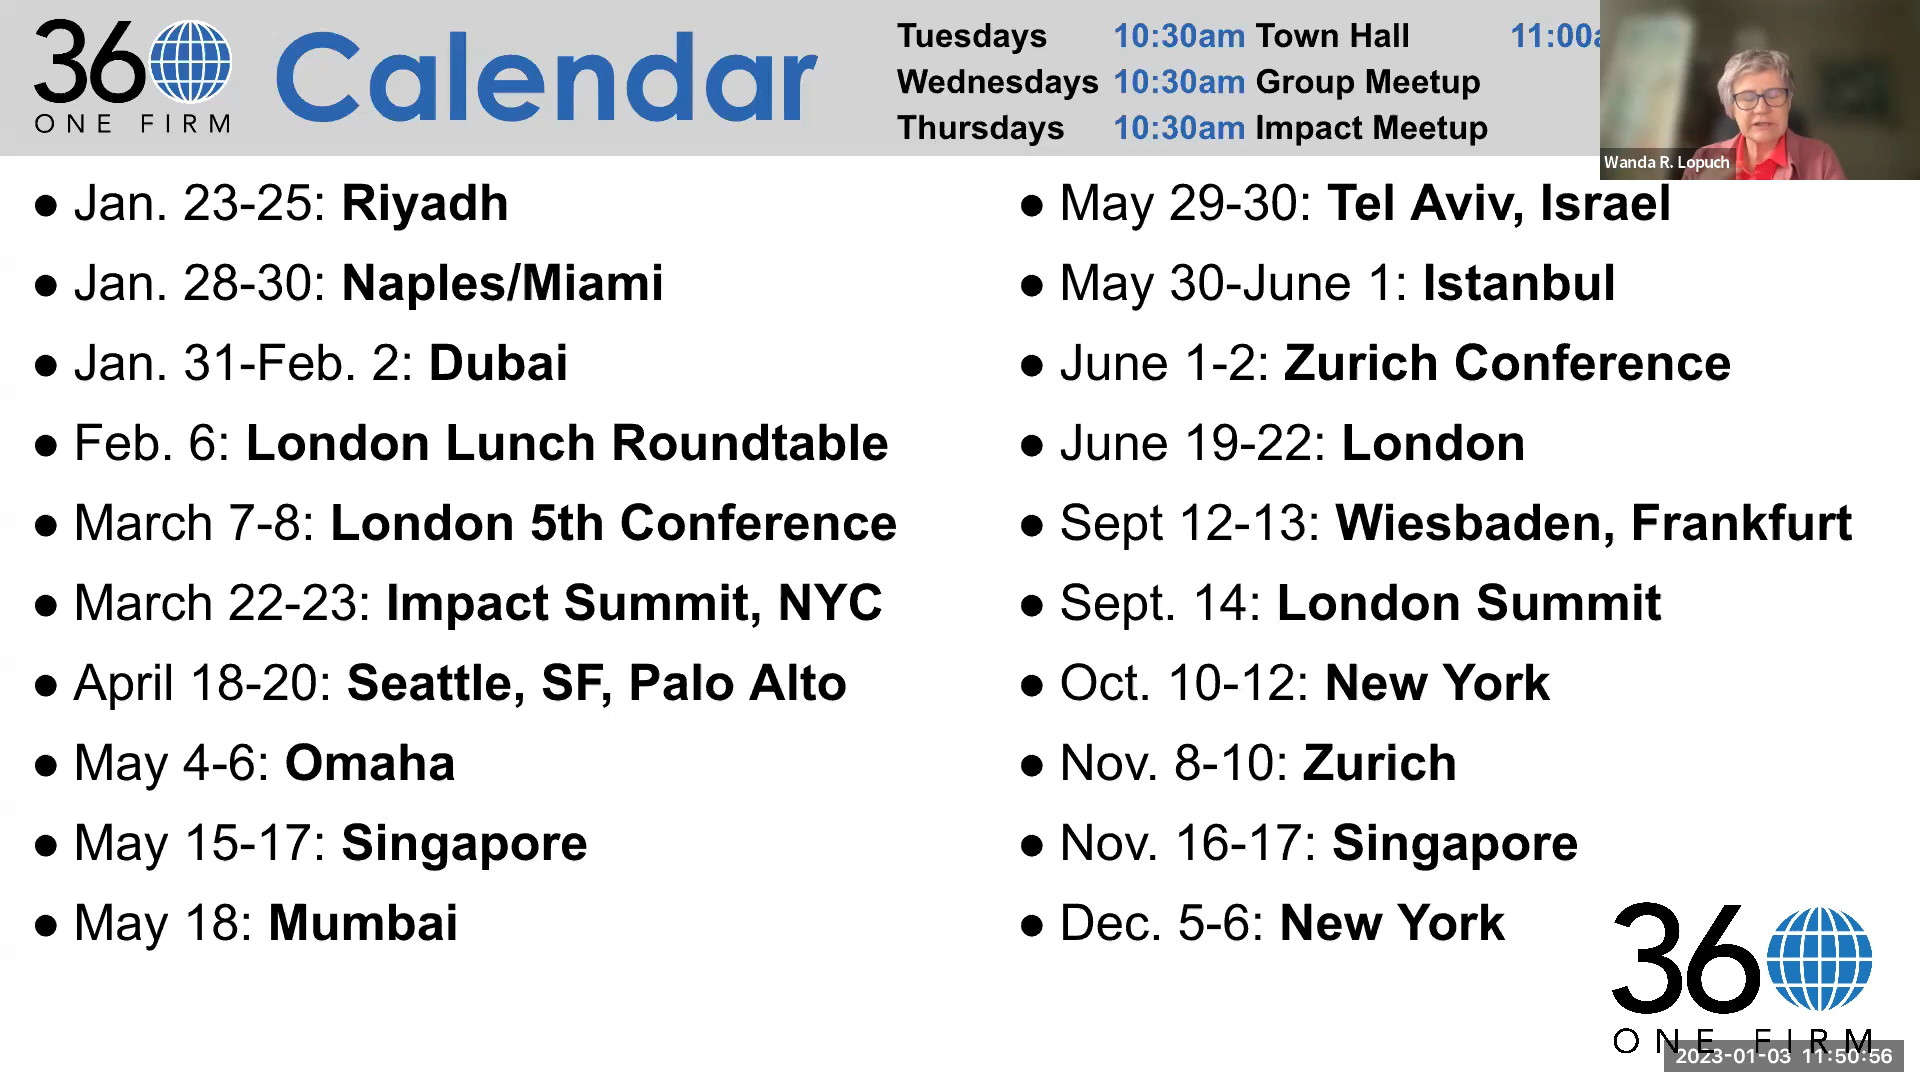 360
ONE FIRM
Calendar
Tuesdays 10:30am Town Hall 11:00a
Wednesdays 10:30am Group Meetup
Thursdays 10:30am Impact Meetup
Wanda R. Lopuch
● Jan. 23-25: Riyadh
● Jan. 28-30: Naples/Miami
● Jan. 31-Feb. 2: Dubai
● Feb. 6: London Lunch Roundtable
● March 7-8: London 5th Conference
● March 22-23: Impact Summit, NYC
● April 18-20: Seattle, SF, Palo Alto
● May 4-6: Omaha
● May 15-17: Singapore
● May 18: Mumbai
● May 29-30: Tel Aviv, Israel
● May 30-June 1: Istanbul
● June 1-2: Zurich Conference
● June 19-22: London
● Sept 12-13: Wiesbaden, Frankfurt
● Sept. 14: London Summit
● Oct. 10-12: New York
● Nov. 8-10: Zurich
● Nov. 16-17: Singapore
● Dec. 5-6: New York
360
ONE FIRM
2023-01-03 11:50:56